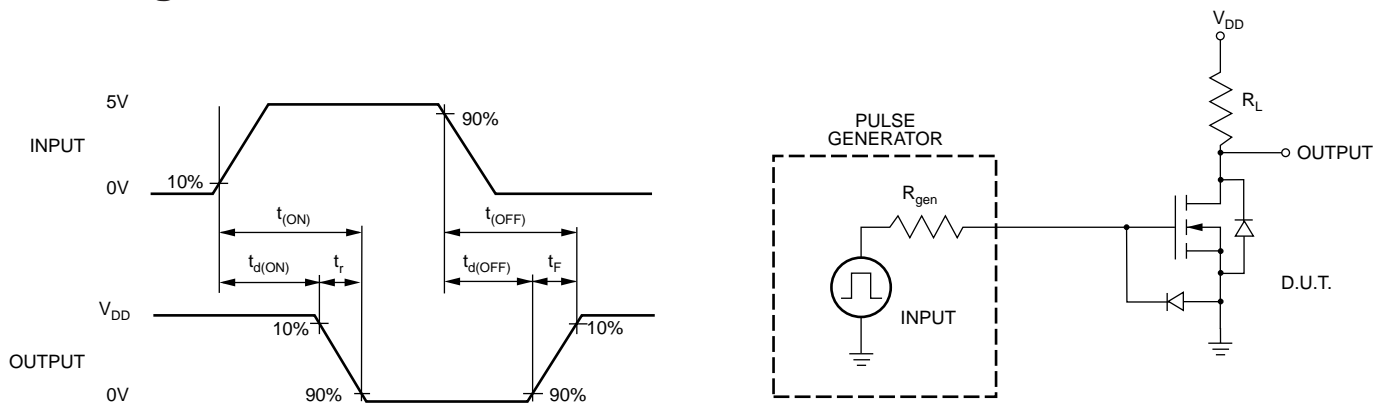 5V
INPUT
0V
10%
90%
t(ON)
t(OFF)
td(ON)
tr
td(OFF)
tF
VDD
OUTPUT
0V
10%
90%
10%
90%
VDD
RL
OUTPUT
PULSE
GENERATOR
Rgen
INPUT
D.U.T.